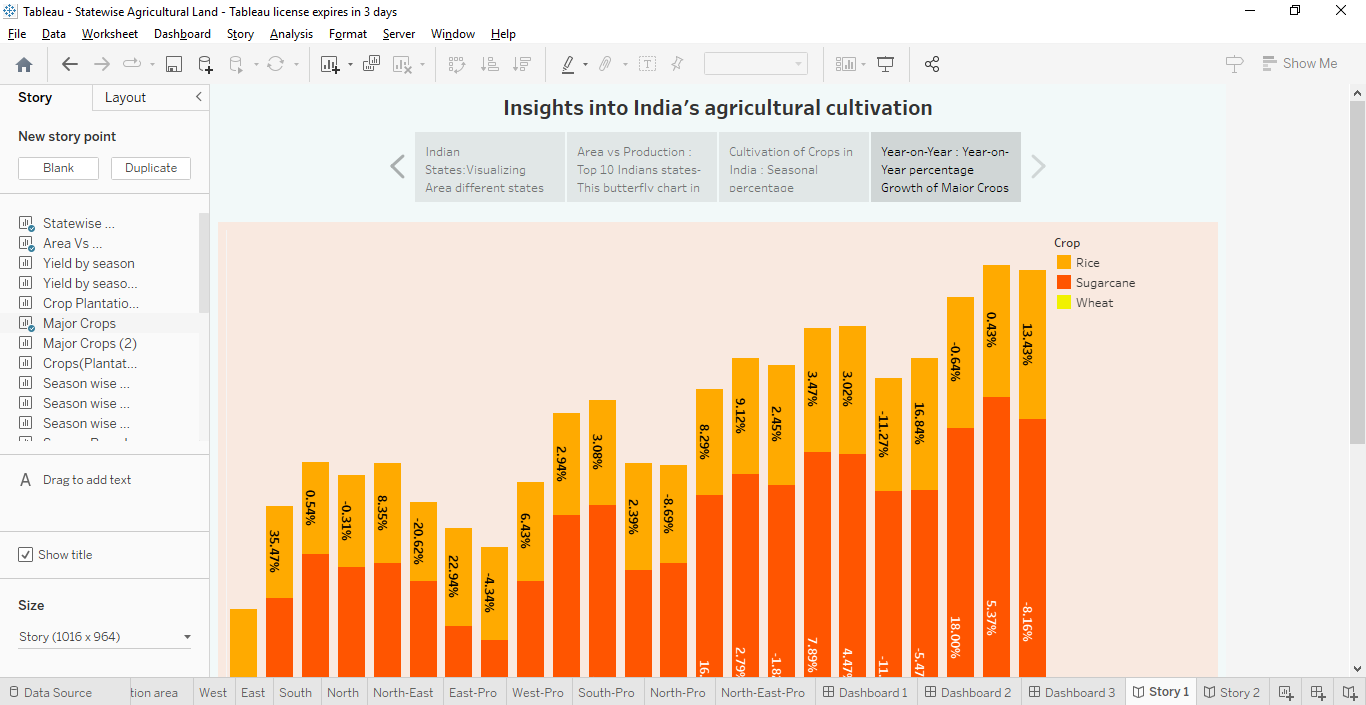 Tableau - Statewise Agricultural Land - Tableau license expires in 3 days
File Data Worksheet Dashboard Story Analysis Format Server Window Help
Show Me
Story Layout
New story point
Blank Duplicate
Statewise ...
Area Vs ...
Yield by season
Yield by seaso...
Crop Plantatio...
Major Crops
Major Crops (2)
Crops(Plantat...
Season wise ...
Season wise ...
Season wise ...
A Drag to add text
Show title
Size
Story (1016 x 964)
Insights into India's agricultural cultivation
Indian
States:Visualizing
Area different states
Area vs Production :
Top 10 Indians states-
This butterfly chart in
Cultivation of Crops in
India : Seasonal
percentage
Year-on-Year : Year-on-
Year percentage
Growth of Major Crops
Crop
Rice
Sugarcane
Wheat
35.47%
0.54%
-0.31%
8.35%
-20.62%
22.94%
-4.34%
6.43%
2.94%
3.08%
2.39%
-8.69%
8.29%
9.12%
2.45%
3.47%
3.02%
-11.27%
16.84%
-0.64%
0.43%
13.43%
16.
2.79%
-1.8
7.89%
4.47%
-11.
-5.4
18.00%
5.37%
-8.16%
Data Source tion area West East South North North-East East-Pro West-Pro South-Pro North-Pro North-East-Pro Dashboard 1 Dashboard 2 Dashboard 3 Story 1 Story 2